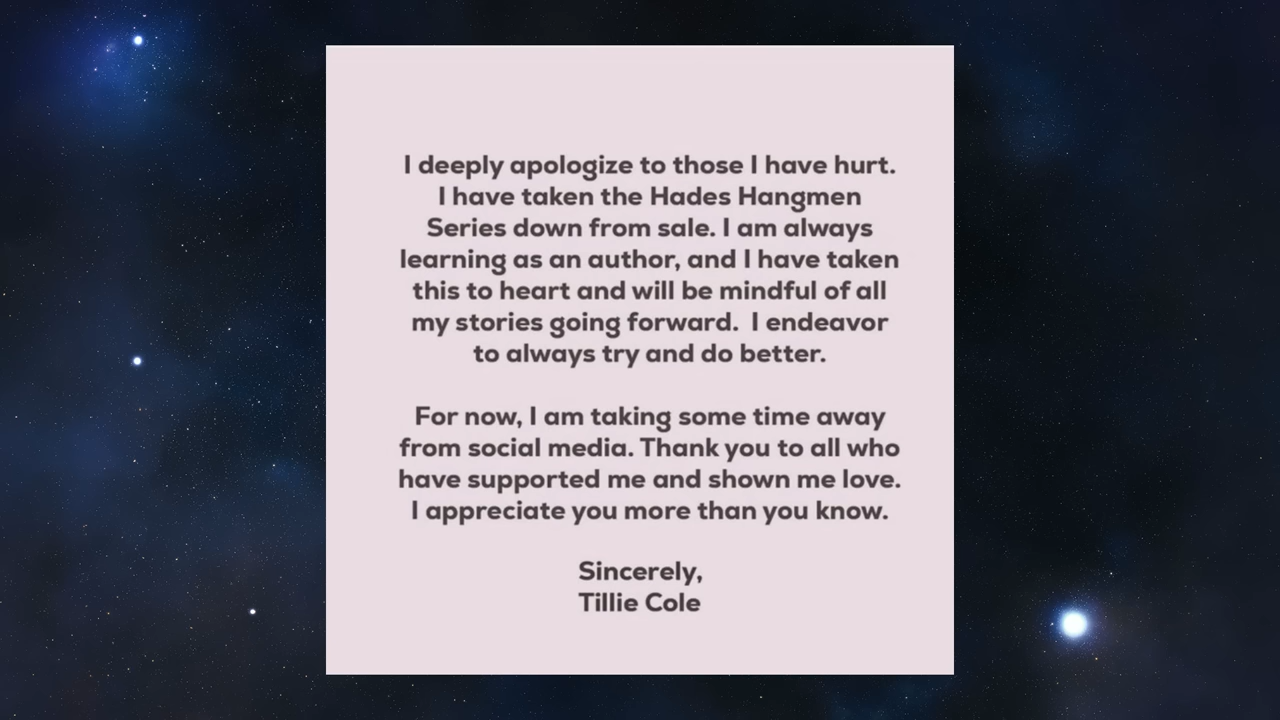 I deeply apologize to those I have hurt.
I have taken the Hades Hangmen
Series down from sale. I am always
learning as an author, and I have taken
this to heart and will be mindful of all
my stories going forward.  I endeavor
to always try and do better.
For now, I am taking some time away
from social media. Thank you to all who
have supported me and shown me love.
I appreciate you more than you know.
Sincerely,
Tillie Cole